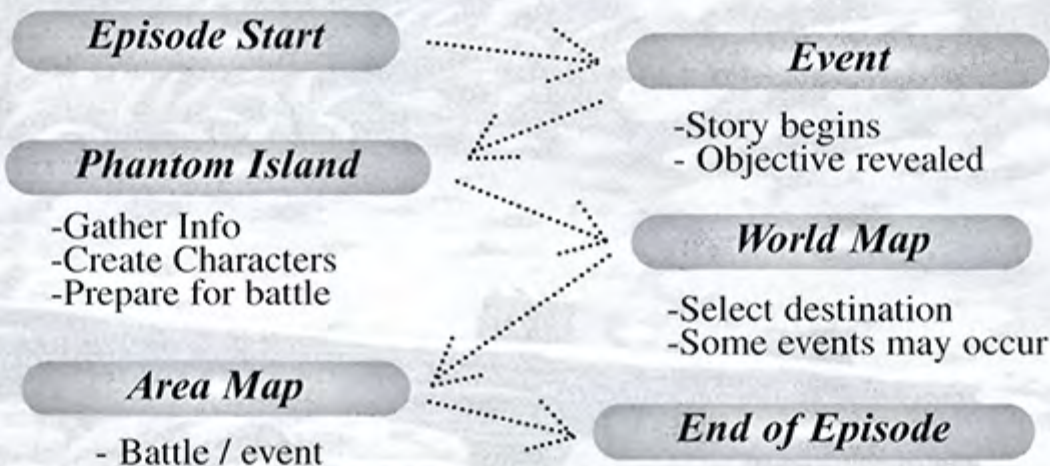 Episode Start
Event
-Story begins
- Objective revealed
Phantom Island
-Gather Info
-Create Characters
-Prepare for battle
World Map
-Select destination
-Some events may occur
Area Map
- Battle / event
End of Episode